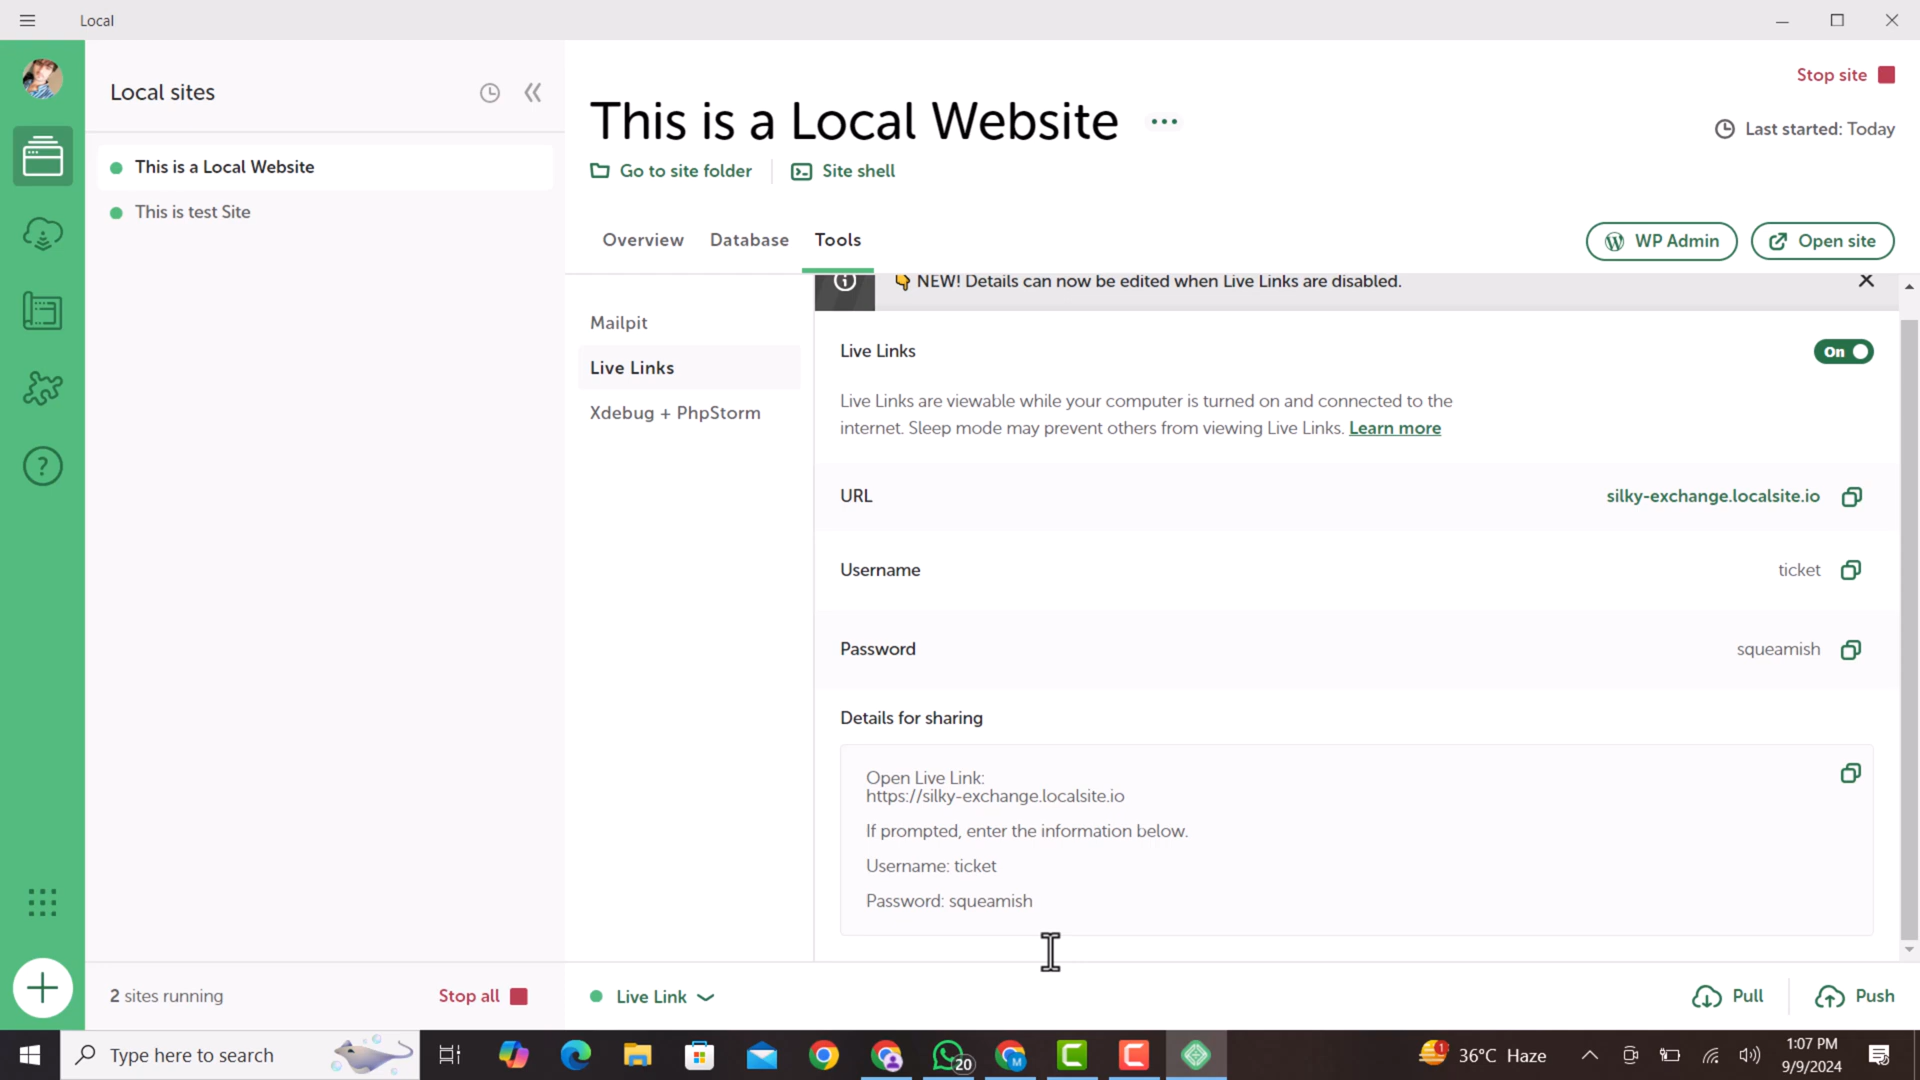 Local
Local sites
This is a Local Website
This is test Site
2 sites running
Stop all
Stop site
This is a Local Website
Last started: Today
Go to site folder
Site shell
Overview
Database
Tools
WP Admin
Open site
Mailpit
Live Links
Xdebug + PhpStorm
👇 NEW! Details can now be edited when Live Links are disabled.
Live Links
On
Live Links are viewable while your computer is turned on and connected to the
internet. Sleep mode may prevent others from viewing Live Links. Learn more
URL
silky-exchange.localsite.io
Username
ticket
Password
squeamish
Details for sharing
Open Live Link:
https://silky-exchange.localsite.io
If prompted, enter the information below.
Username: ticket
Password: squeamish
Live Link
Pull
Push
Type here to search
20
M
1
36°C Haze
1:07 PM
9/9/2024